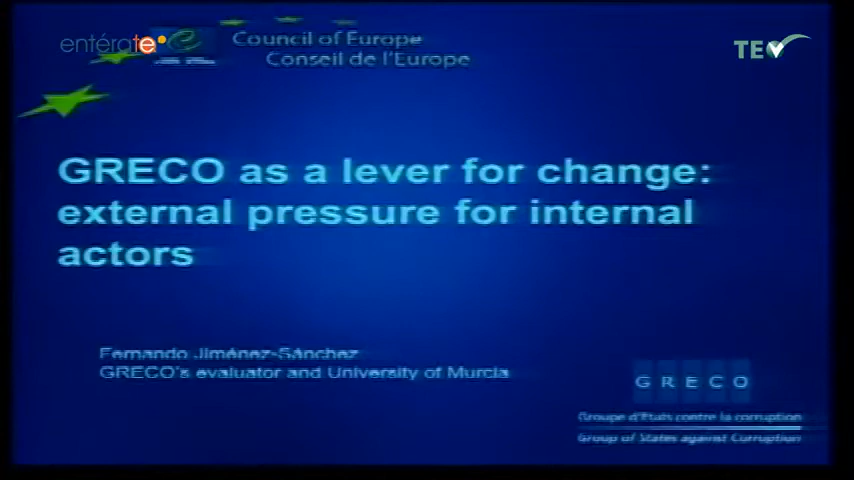 entérate
Council of Europe
Conseil de l'Europe
TEV
GRECO as a lever for change:
external pressure for internal
actors
Fernando Jiménez-Sánchez
GRECO's evaluator and University of Murcia
G R E C O
Groupe d'Etats contre la corruption
Group of States against Corruption